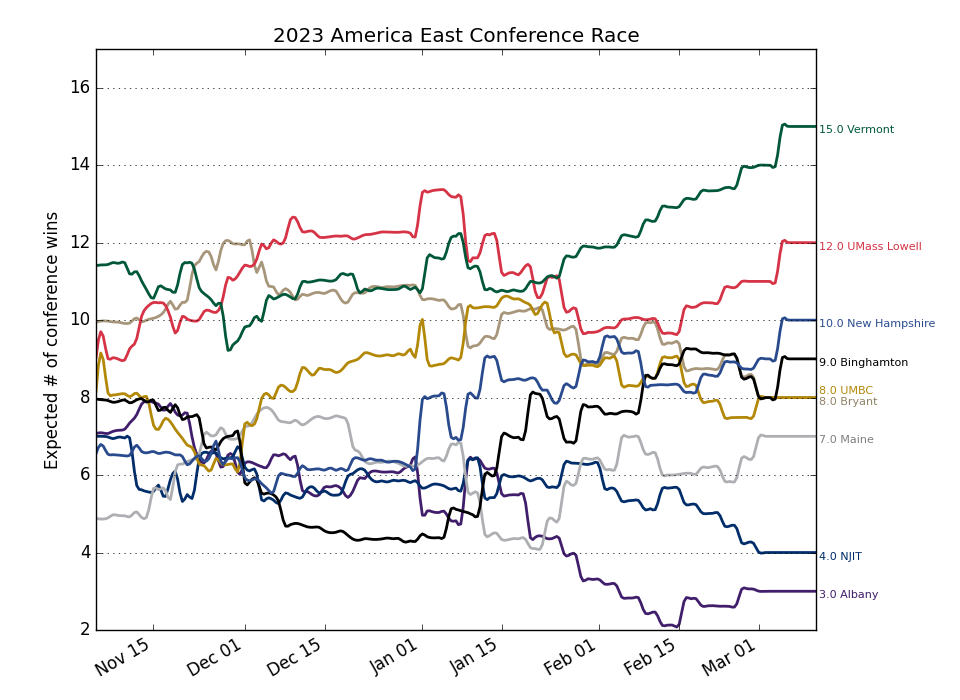 2023 America East Conference Race
Expected # of conference wins
16
14
12
10
8
6
4
2
15.0 Vermont
12.0 UMass Lowell
10.0 New Hampshire
9.0 Binghamton
8.0 UMBC
8.0 Bryant
7.0 Maine
4.0 NJIT
3.0 Albany
Nov 15
Dec 01
Dec 15
Jan 01
Jan 15
Feb 01
Feb 15
Mar 01